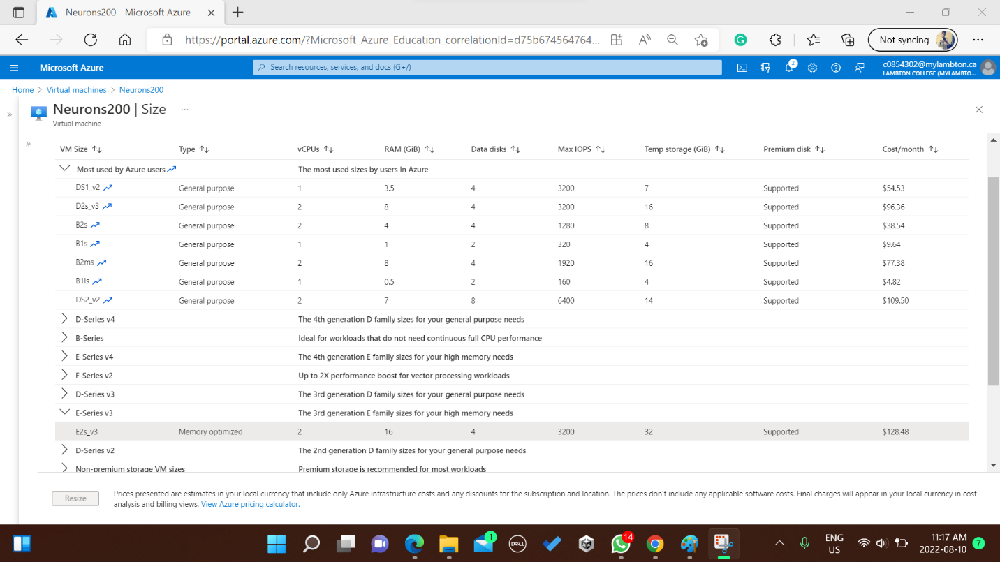 Neurons200 - Microsoft Azure
https://portal.azure.com/?Microsoft_Azure_Education_correlationId=d75b674564764... Not syncing
Microsoft Azure Search resources, services, and docs (G+/) 2 c0854302@mylambton.ca
LAMBTON COLLEGE (MYLAMBTO...
Home > Virtual machines > Neurons200
Neurons200 | Size ...
Virtual machine
VM Size Type vCPUs RAM (GiB) Data disks Max IOPS Temp storage (GiB) Premium disk Cost/month
Most used by Azure users The most used sizes by users in Azure
DS1_v2 General purpose 1 3.5 4 3200 7 Supported $54.53
D2s_v3 General purpose 2 8 4 3200 16 Supported $96.36
B2s General purpose 2 4 4 1280 8 Supported $38.54
B1s General purpose 1 1 2 320 4 Supported $9.64
B2ms General purpose 2 8 4 1920 16 Supported $77.38
B1ls General purpose 1 0.5 2 160 4 Supported $4.82
DS2_v2 General purpose 2 7 8 6400 14 Supported $109.50
D-Series v4 The 4th generation D family sizes for your general purpose needs
B-Series Ideal for workloads that do not need continuous full CPU performance
E-Series v4 The 4th generation E family sizes for your high memory needs
F-Series v2 Up to 2X performance boost for vector processing workloads
D-Series v3 The 3rd generation D family sizes for your general purpose needs
E-Series v3 The 3rd generation E family sizes for your high memory needs
E2s_v3 Memory optimized 2 16 4 3200 32 Supported $128.48
D-Series v2 The 2nd generation D family sizes for your general purpose needs
Non-premium storage VM sizes Premium storage is recommended for most workloads
Resize
Prices presented are estimates in your local currency that include only Azure infrastructure costs and any discounts for the subscription and location. The prices don't include any applicable software costs. Final charges will appear in your local currency in cost
analysis and billing views. View Azure pricing calculator.
1 DELL 14
ENG
US
11:17 AM
2022-08-10
7